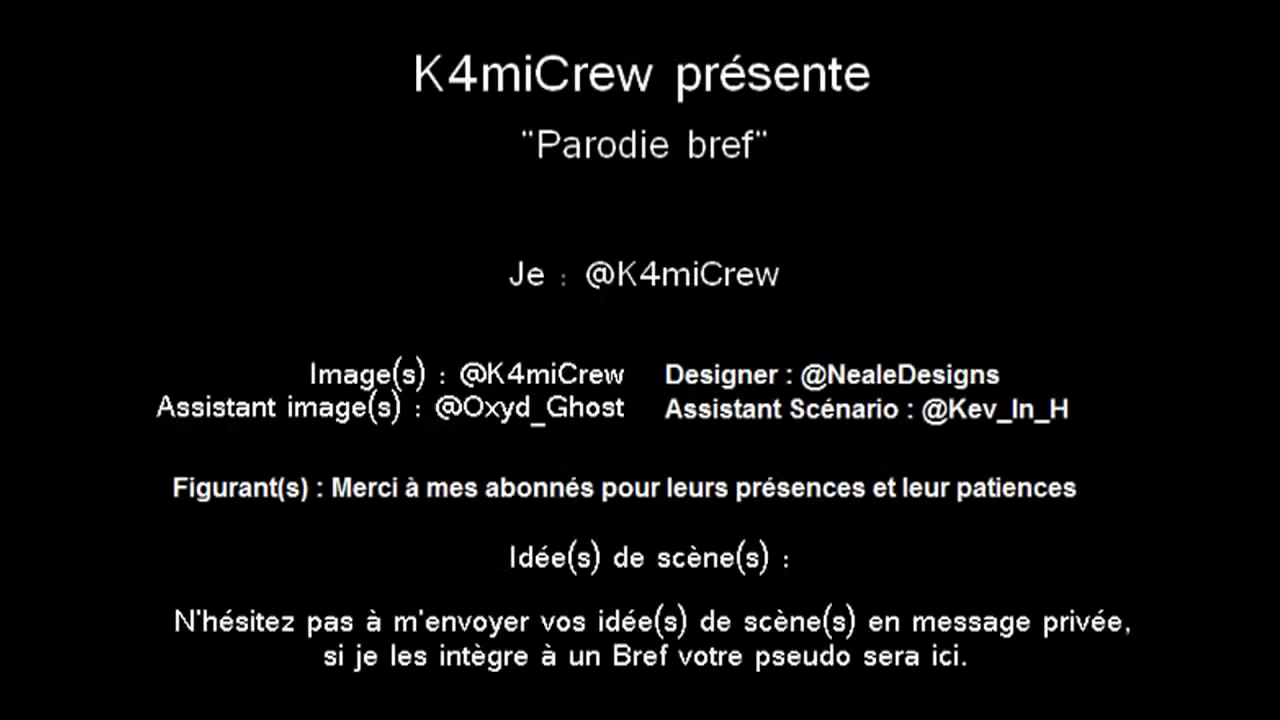 K4miCrew présente
"Parodie bref"
Je : @K4miCrew
Image(s) : @K4miCrew
Assistant image(s) : @Oxyd_Ghost
Designer : @NealeDesigns
Assistant Scénario : @Kev_In_H
Figurant(s) : Merci à mes abonnés pour leurs présences et leur patiences
Idée(s) de scène(s) :
N'hésitez pas à m'envoyer vos idée(s) de scène(s) en message privée,
si je les intègre à un Bref votre pseudo sera ici.